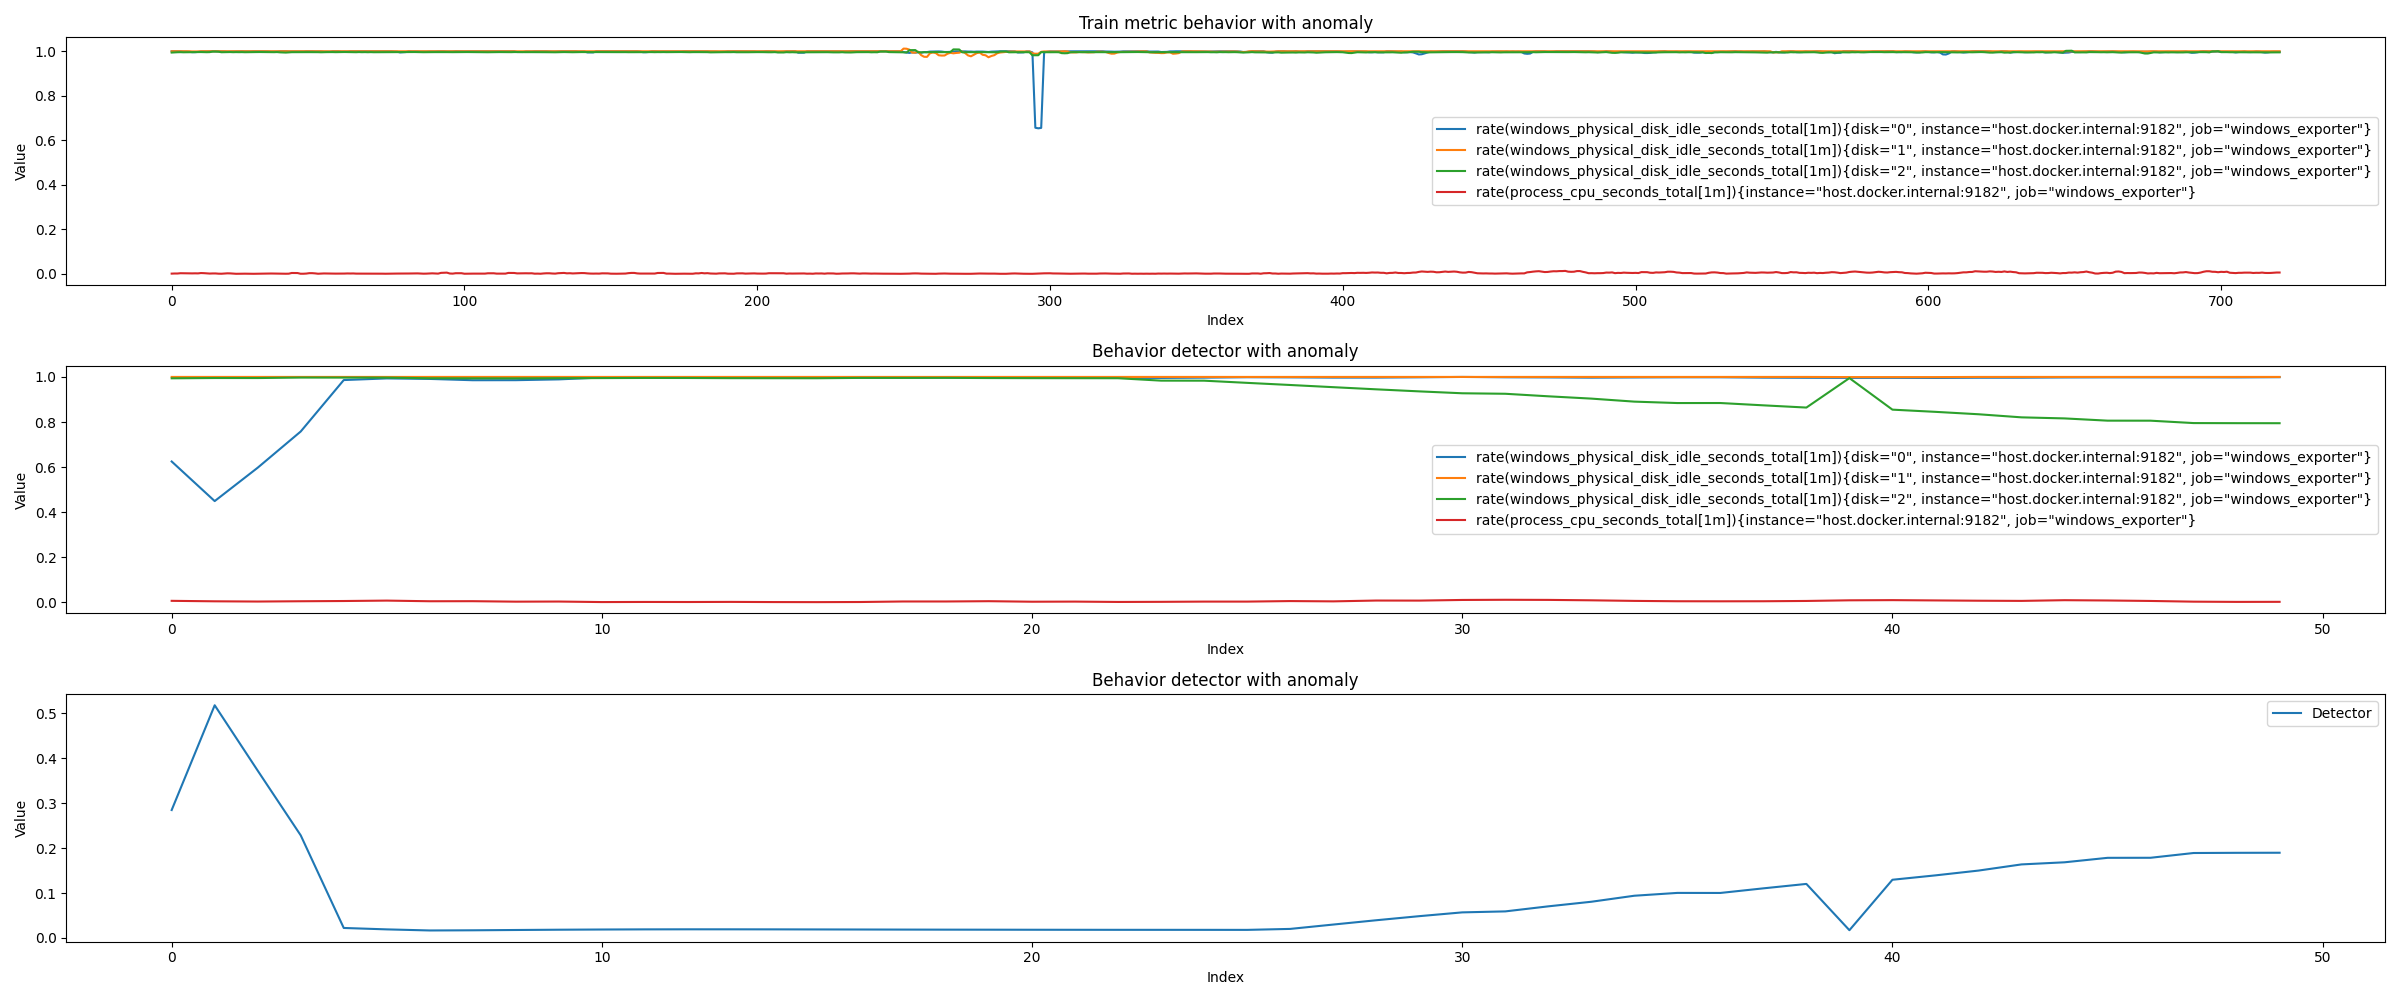 Train metric behavior with anomaly
1.0
0.8
0.6
0.4
0.2
0.0
Value
rate(windows_physical_disk_idle_seconds_total[1m]){disk="0", instance="host.docker.internal:9182", job="windows_exporter"}
rate(windows_physical_disk_idle_seconds_total[1m]){disk="1", instance="host.docker.internal:9182", job="windows_exporter"}
rate(windows_physical_disk_idle_seconds_total[1m]){disk="2", instance="host.docker.internal:9182", job="windows_exporter"}
rate(process_cpu_seconds_total[1m]){instance="host.docker.internal:9182", job="windows_exporter"}
0 100 200 300 400 500 600 700
Index
Behavior detector with anomaly
1.0
0.8
0.6
0.4
0.2
0.0
Value
rate(windows_physical_disk_idle_seconds_total[1m]){disk="0", instance="host.docker.internal:9182", job="windows_exporter"}
rate(windows_physical_disk_idle_seconds_total[1m]){disk="1", instance="host.docker.internal:9182", job="windows_exporter"}
rate(windows_physical_disk_idle_seconds_total[1m]){disk="2", instance="host.docker.internal:9182", job="windows_exporter"}
rate(process_cpu_seconds_total[1m]){instance="host.docker.internal:9182", job="windows_exporter"}
0 10 20 30 40 50
Index
Behavior detector with anomaly
0.5
0.4
0.3
0.2
0.1
0.0
Value
Detector
0 10 20 30 40 50
Index